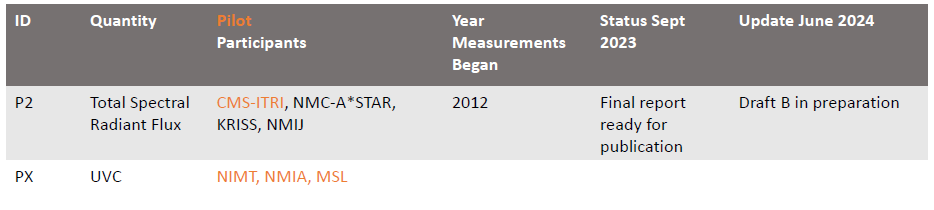 ID Quantity Pilot Participants Year Measurements Began Status Sept 2023 Update June 2024
P2 Total Spectral Radiant Flux CMS-ITRI, NMC-A*STAR, KRISS, NMIJ 2012 Final report ready for publication Draft B in preparation
PX UVC NIMT, NMIA, MSL